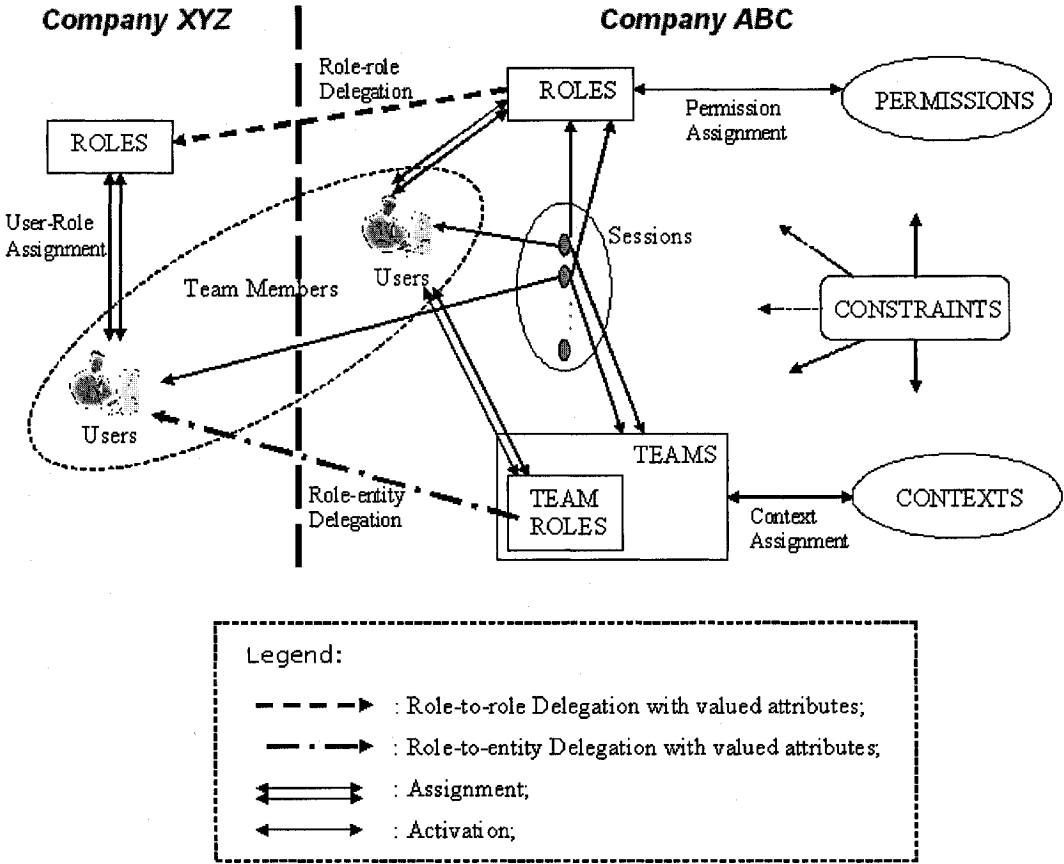 Company XYZ
Company ABC
Role-role
Delegation
ROLES
PERMISSIONS
Permission
Assignment
ROLES
User-Role
Assignment
Sessions
Team Members
Users
CONSTRAINTS
Users
TEAMS
Role-entity
Delegation
TEAM
ROLES
CONTEXTS
Context
Assignment
Legend:
: Role-to-role Delegation with valued attributes;
: Role-to-entity Delegation with valued attributes;
: Assignment;
: Activation;